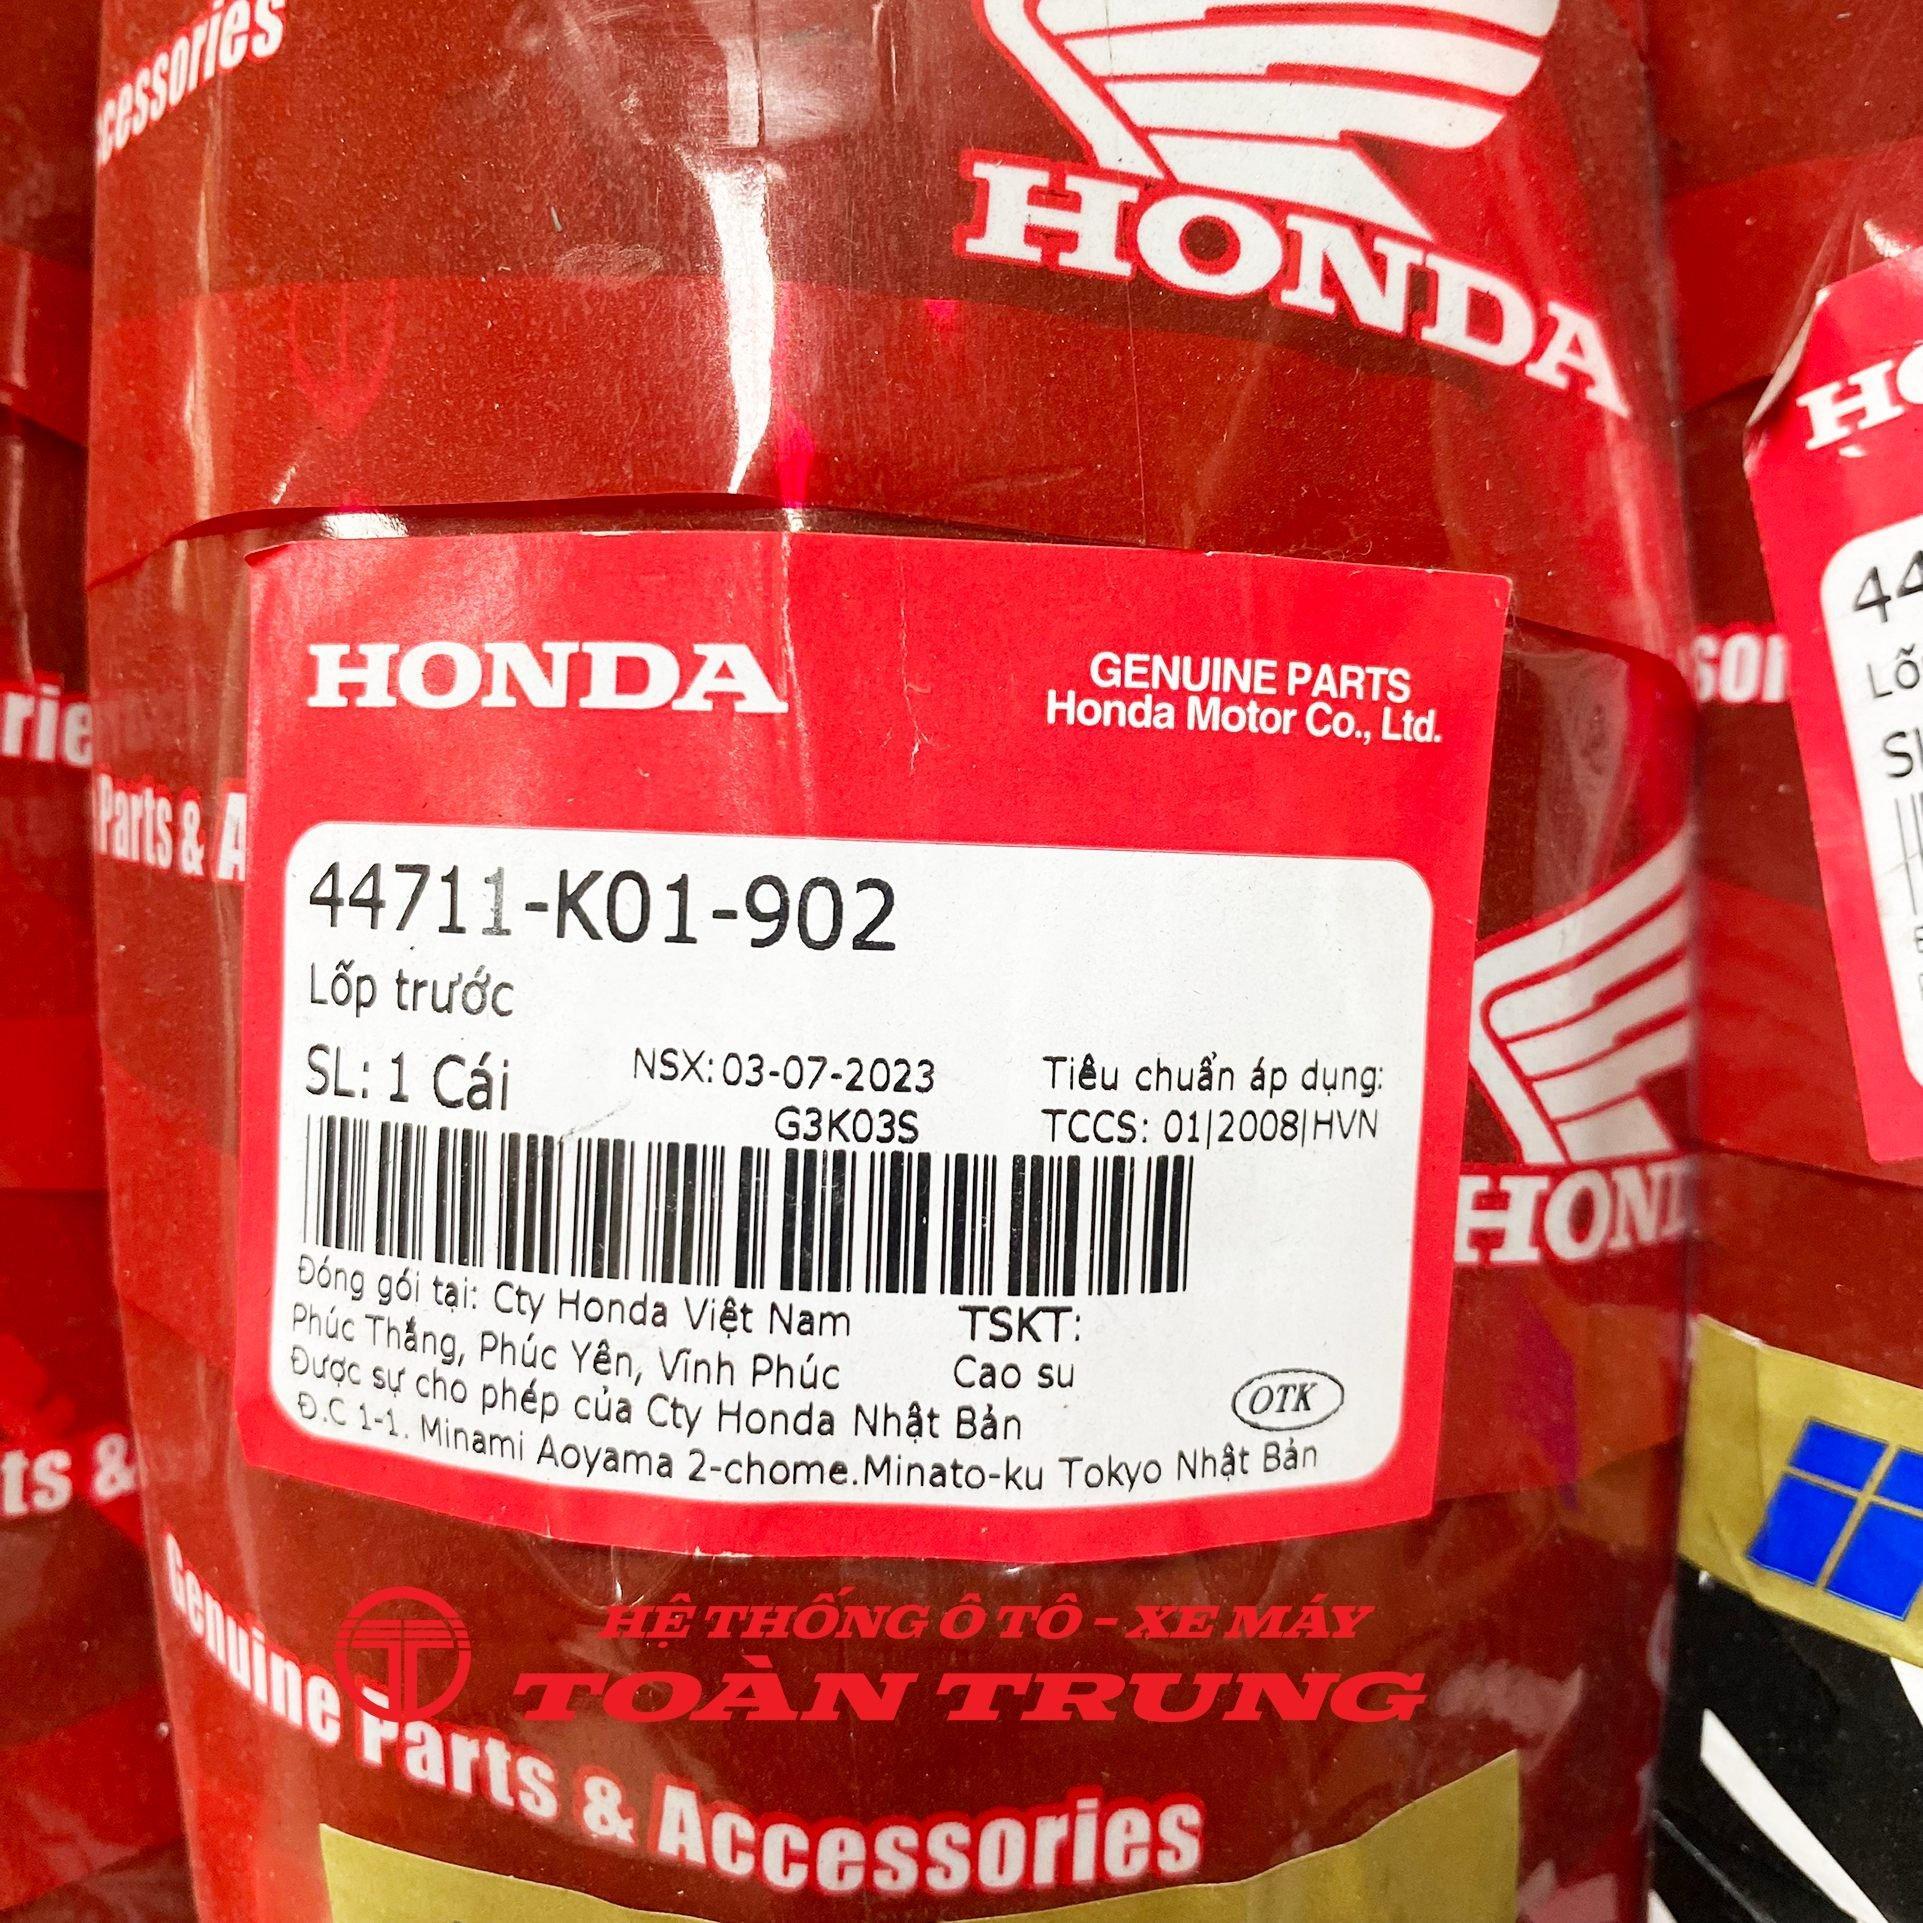 HONDA
HONDA
GENUINE PARTS
Honda Motor Co., Ltd.
44711-K01-902
Lốp trước
SL: 1 Cái
NSX: 03-07-2023
G3K03S
Tiêu chuẩn áp dụng:
TCCS: 01|2008|HVN
Đóng gói tại: Cty Honda Việt Nam
Phúc Thắng, Phúc Yên, Vĩnh Phúc
TSKT:
Cao su
Được sự cho phép của Cty Honda Nhật Bản
OTK
Đ.C 1-1. Minami Aoyama 2-chome.Minato-ku Tokyo Nhật Bản
Parts &
HỆ THỐNG Ô TÔ - XE MÁY
TOÀN TRUNG
Genuine Parts & Accessories